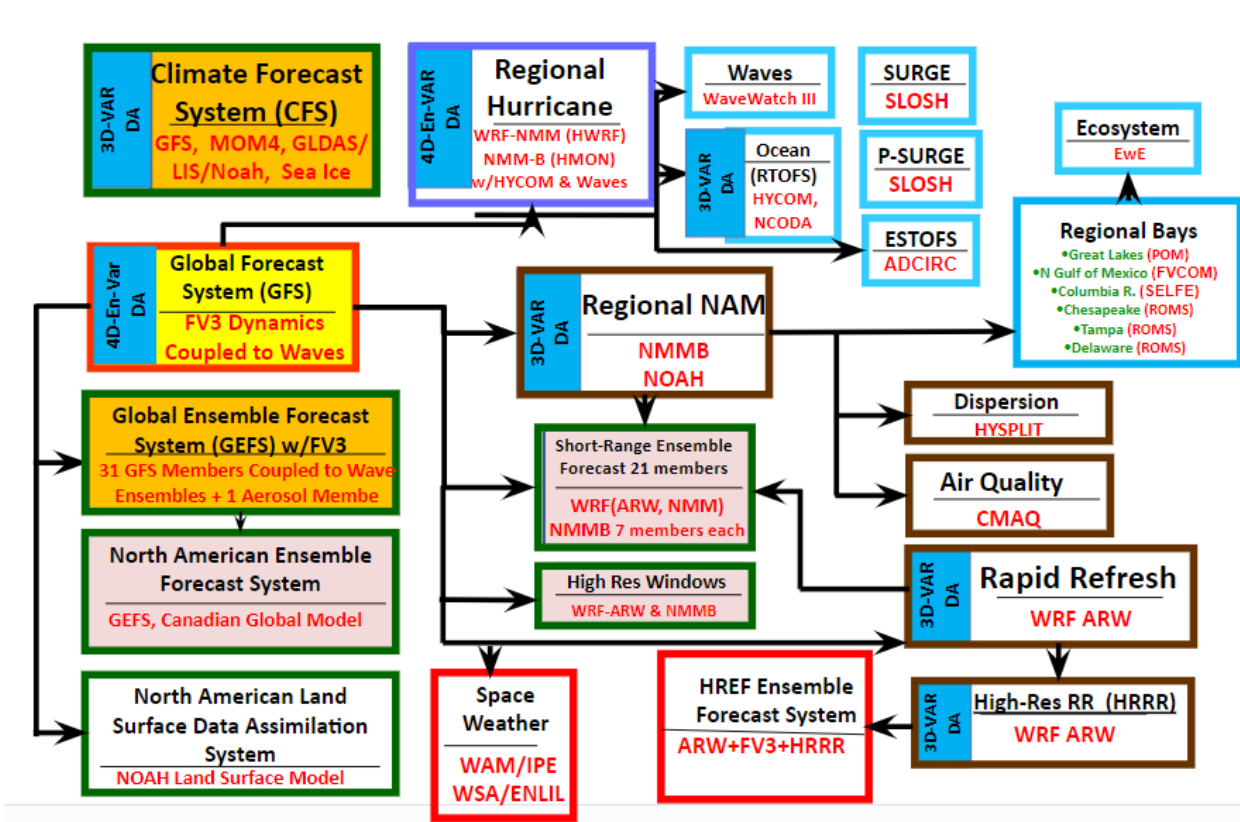 3D-VAR
DA
Climate Forecast
System (CFS)
GFS, MOM4, GLDAS/
LIS/Noah, Sea Ice
4D-En-VAR
DA
Regional
Hurricane
WRF-NMM (HWRF)
NMM-B (HMON)
w/HYCOM & Waves
Waves
WaveWatch III
SURGE
SLOSH
3D-VAR
DA
Ocean
(RTOFS)
HYCOM,
NCODA
P-SURGE
SLOSH
ESTOFS
ADCIRC
Ecosystem
EwE
Regional Bays
•Great Lakes (POM)
•N Gulf of Mexico (FVCOM)
•Columbia R. (SELFE)
•Chesapeake (ROMS)
•Tampa (ROMS)
•Delaware (ROMS)
4D-En-Var
DA
Global Forecast
System (GFS)
FV3 Dynamics
Coupled to Waves
3D-VAR
DA
Regional NAM
NMMB
NOAH
Global Ensemble Forecast
System (GEFS) w/FV3
31 GFS Members Coupled to Wave
Ensembles + 1 Aerosol Membe
Short-Range Ensemble
Forecast 21 members
WRF(ARW, NMM)
NMMB 7 members each
Dispersion
HYSPLIT
Air Quality
CMAQ
North American Ensemble
Forecast System
GEFS, Canadian Global Model
High Res Windows
WRF-ARW & NMMB
3D-VAR
DA
Rapid Refresh
WRF ARW
North American Land
Surface Data Assimilation
System
NOAH Land Surface Model
Space
Weather
WAM/IPE
WSA/ENLIL
HREF Ensemble
Forecast System
ARW+FV3+HRRR
3D-VAR
DA
High-Res RR (HRRR)
WRF ARW